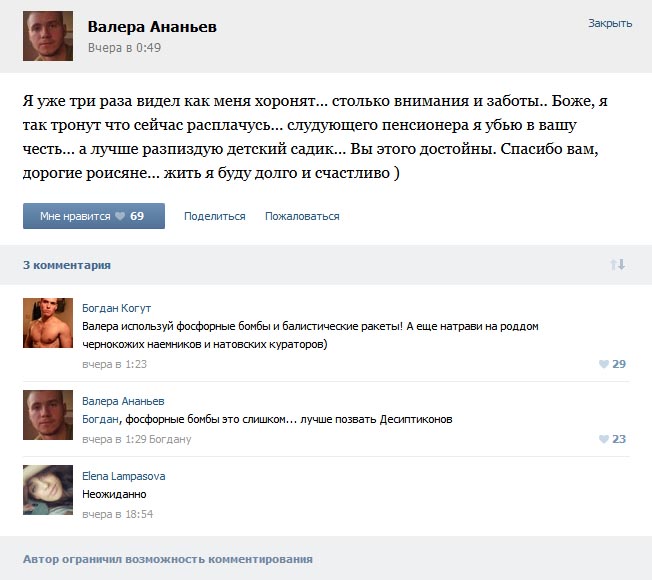 Валера Ананьев
Закрыть
Вчера в 0:49
Я уже три раза видел как меня хоронят... столько внимания и заботы.. Боже, я
так тронут что сейчас расплачусь... слудующего пенсионера я убью в вашу
честь... а лучше разпиздую детский садик... Вы этого достойны. Спасибо вам,
дорогие роисяне... жить я буду долго и счастливо )
Мне нравится 69 Поделиться Пожаловаться
3 комментария
Богдан Когут
Валера используй фосфорные бомбы и балистические ракеты! А еще натрави на роддом
чернокожих наемников и натовских кураторов)
вчера в 1:23 29
Валера Ананьев
Богдан, фосфорные бомбы это слишком... лучше позвать Десиптиконов
вчера в 1:29 Богдану 23
Elena Lampasova
Неожиданно
вчера в 18:54
Автор ограничил возможность комментирования